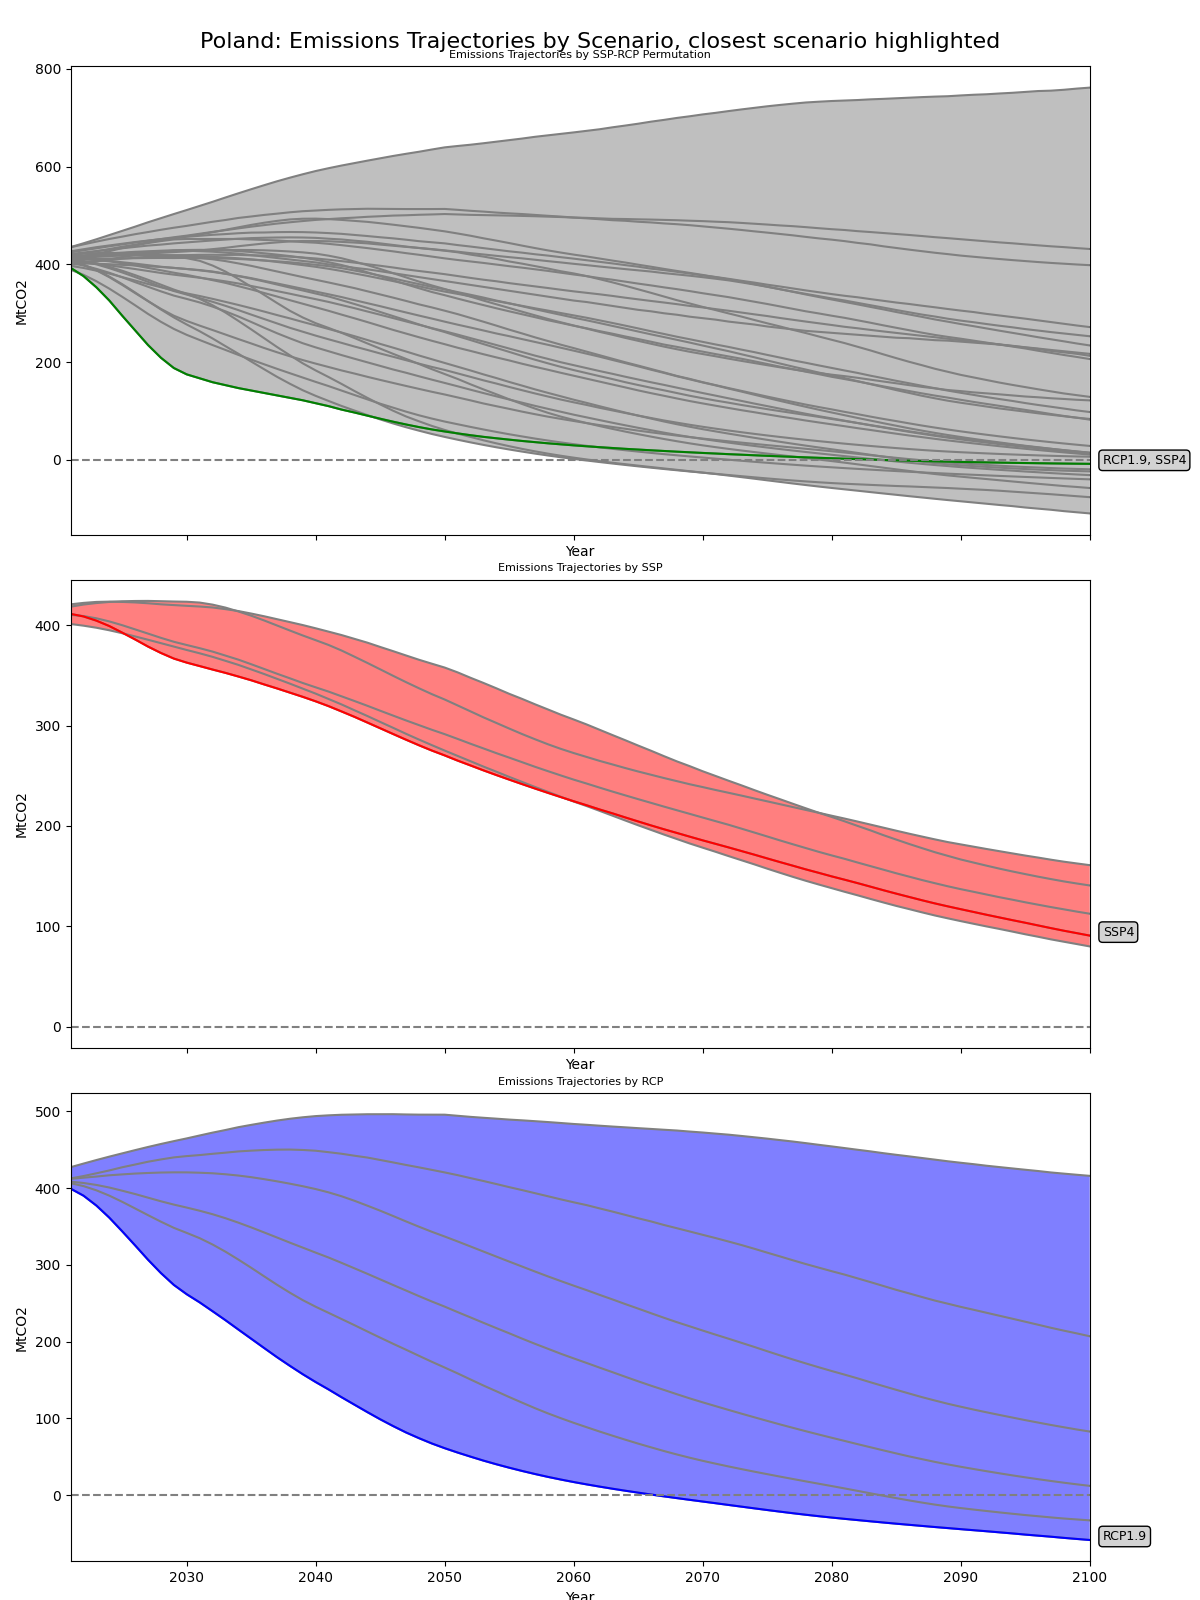 Poland: Emissions Trajectories by Scenario, closest scenario highlighted
Emissions Trajectories by SSP-RCP Permutation
800
600
400
200
0
MtCO2
RCP1.9, SSP4
Year
Emissions Trajectories by SSP
400
300
200
100
0
MtCO2
SSP4
Year
Emissions Trajectories by RCP
500
400
300
200
100
0
MtCO2
RCP1.9
2030 2040 2050 2060 2070 2080 2090 2100
Year